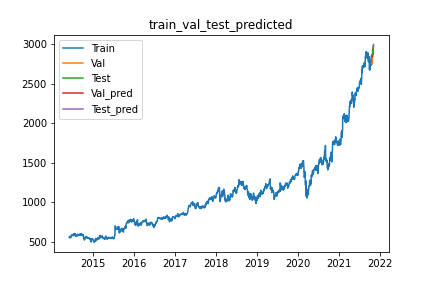 train_val_test_predicted
3000
2500
2000
1500
1000
500
Train
Val
Test
Val_pred
Test_pred
2015 2016 2017 2018 2019 2020 2021 2022